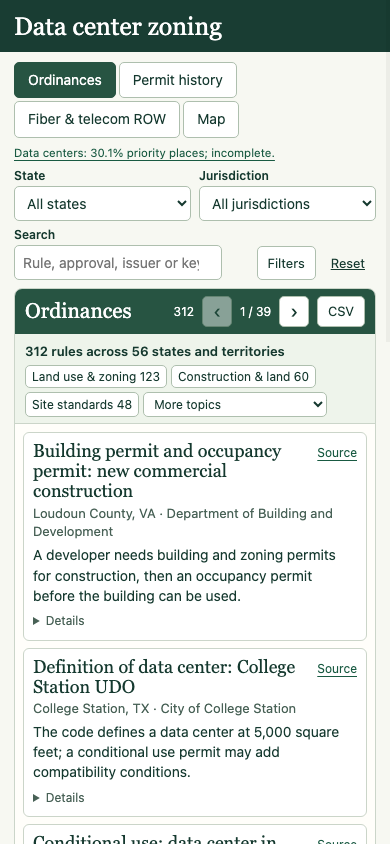 Data center zoning
Ordinances
Permit history
Fiber & telecom ROW
Map
Data centers: 30.1% priority places; incomplete.
State
Jurisdiction
All states
All jurisdictions
Search
Rule, approval, issuer or
Filters
Reset
Ordinances
312
‹
1 / 39
›
CSV
312 rules across 56 states and territories
Land use & zoning 123
Construction & land 60
Site standards 48
More topics
Building permit and occupancy
permit: new commercial
construction
Source
Loudoun County, VA · Department of Building and
Development
A developer needs building and zoning permits
for construction, then an occupancy permit
before the building can be used.
Details
Definition of data center: College
Station UDO
Source
College Station, TX · City of College Station
The code defines a data center at 5,000 square
feet; a conditional use permit may add
compatibility conditions.
Details
Conditional use: data center in
Source